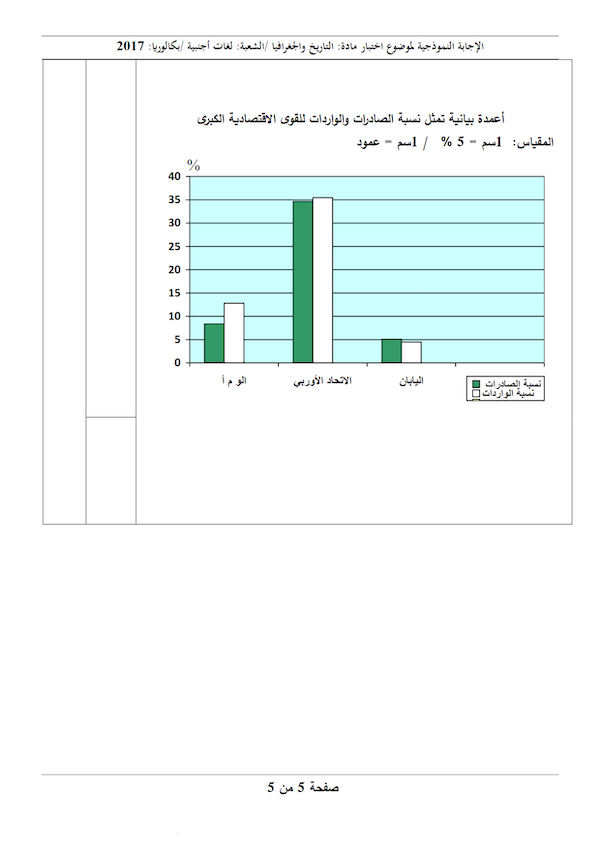 الإجابة النموذجية لموضوع اختبار مادة: التاريخ والجغرافيا /الشعبة: لغات أجنبية /بكالوريا: 2017
أعمدة بيانية تمثل نسبة الصادرات والواردات للقوى الاقتصادية الكبرى
المقياس: 1سم = 5 % / 1سم = عمود
%
40
35
30
25
20
15
10
5
0
الو م أ
الاتحاد الأوربي
اليابان
نسبة الصادرات
نسبة الواردات
صفحة 5 من 5